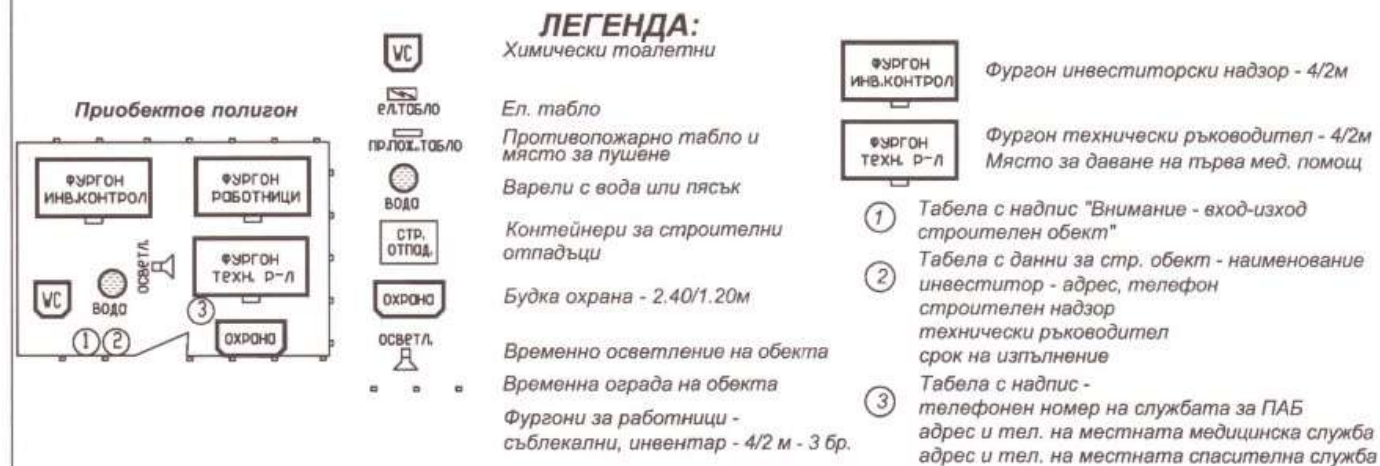 ЛЕГЕНДА:
Приобектов полигон
ФУРГОН
ИНВ.КОНТРОЛ
ФУРГОН
РАБОТНИЦИ
ФУРГОН
ТЕХН. Р-Л
ОСВЕТЛ.
WC
ВОДА
3
1
2
ОХРАНА
WC
Химически тоалетни
ЕЛ.ТАБЛО
Ел. табло
ПР.ПОЖ.ТАБЛО
Противопожарно табло и
място за пушене
ВОДА
Варели с вода или пясък
СТР.
ОТПАД.
Контейнери за строителни
отпадъци
ОХРАНА
Будка охрана - 2.40/1.20м
ОСВЕТЛ.
Временно осветление на обекта
Временна ограда на обекта
Фургони за работници -
съблекални, инвентар - 4/2 м - 3 бр.
ФУРГОН
ИНВ.КОНТРОЛ
Фургон инвеститорски надзор - 4/2м
ФУРГОН
ТЕХН. Р-Л
Фургон технически ръководител - 4/2м
Място за даване на първа мед. помощ
1
Табела с надпис "Внимание - вход-изход
строителен обект"
2
Табела с данни за стр. обект - наименование
инвеститор - адрес, телефон
строителен надзор
технически ръководител
срок на изпълнение
3
Табела с надпис -
телефонен номер на службата за ПАБ
адрес и тел. на местната медицинска служба
адрес и тел. на местната спасителна служба